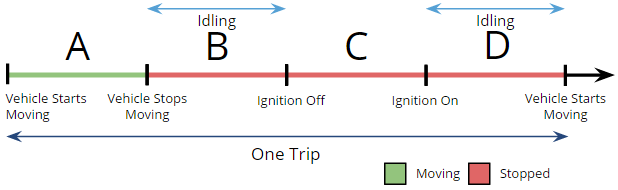 Idling
Idling
A
B
C
D
Vehicle Starts
Moving
Vehicle Stops
Moving
Ignition Off
Ignition On
Vehicle Starts
Moving
One Trip
Moving
Stopped